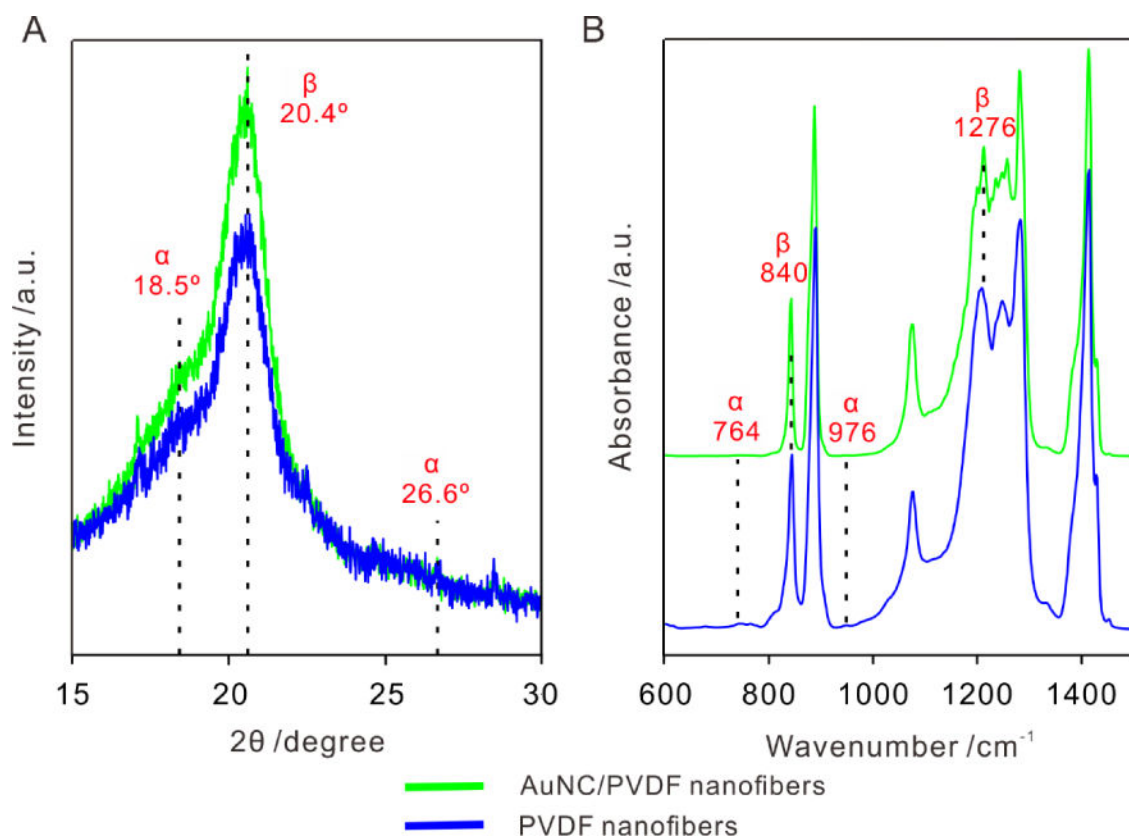 A
B
β
20.4º
α
18.5º
α
26.6º
Intensity /a.u.
15
20
25
30
2θ /degree
β
1276
β
840
α
764
α
976
Absorbance /a.u.
600
800
1000
1200
1400
Wavenumber /cm⁻¹
AuNC/PVDF nanofibers
PVDF nanofibers